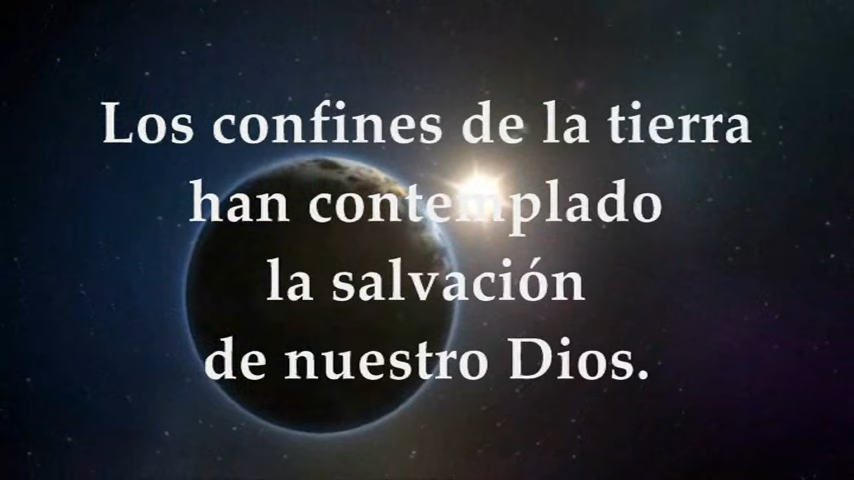 Los confines de la tierra
han contemplado
la salvación
de nuestro Dios.